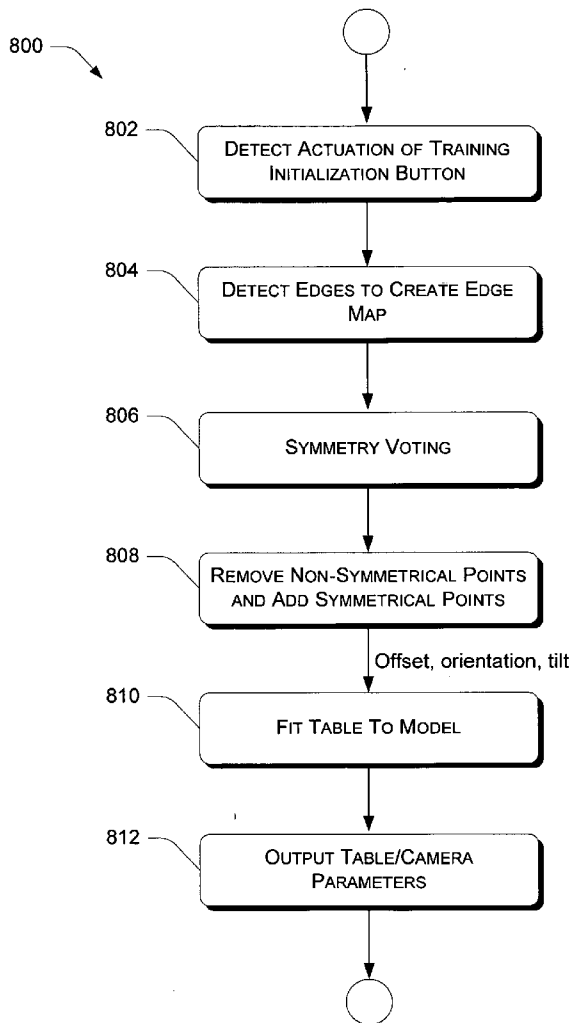 800
802
DETECT ACTUATION OF TRAINING
INITIALIZATION BUTTON
804
DETECT EDGES TO CREATE EDGE
MAP
806
SYMMETRY VOTING
808
REMOVE NON-SYMMETRICAL POINTS
AND ADD SYMMETRICAL POINTS
Offset, orientation, tilt
810
FIT TABLE TO MODEL
812
OUTPUT TABLE/CAMERA
PARAMETERS